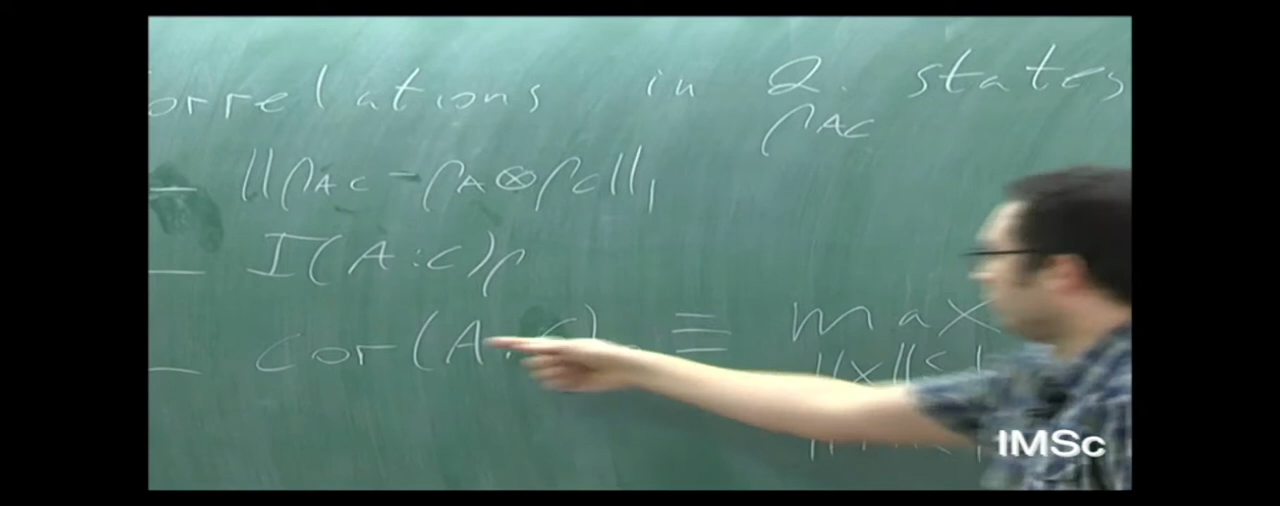 orrelations in Q. states
ρAC
— ||ρAC - ρA⊗ρC||₁
— I(A:C)ρ
— cor(A:C) ≡ max
||x||≤1
IMSc